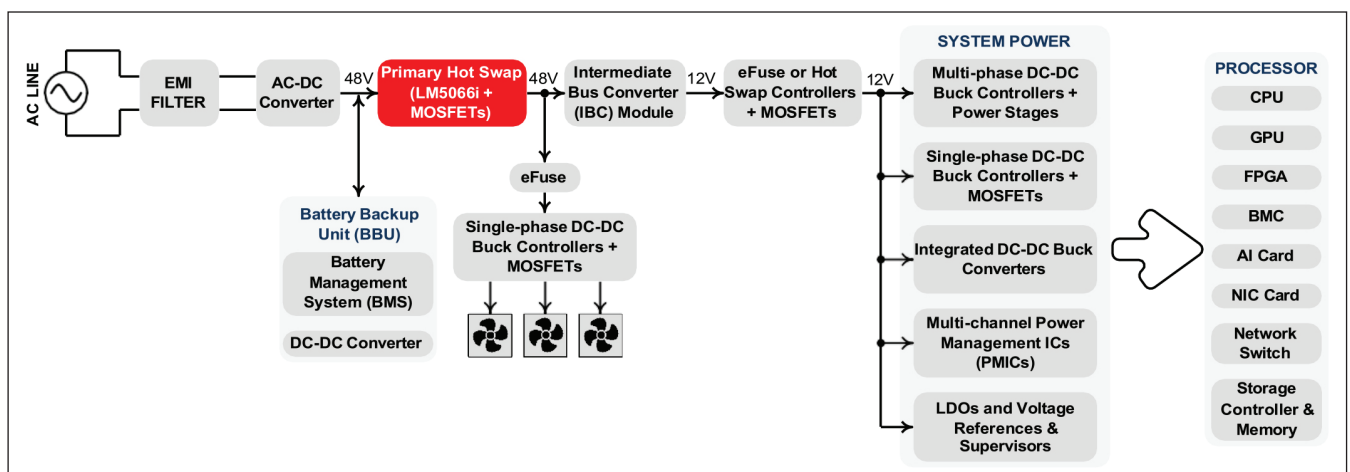 AC LINE
EMI
FILTER
AC-DC
Converter
48V
Primary Hot Swap
(LM5066i +
MOSFETs)
48V
Intermediate
Bus Converter
(IBC) Module
12V
eFuse or Hot
Swap Controllers
+ MOSFETs
12V
Battery Backup
Unit (BBU)
Battery
Management
System (BMS)
DC-DC Converter
eFuse
Single-phase DC-DC
Buck Controllers +
MOSFETs
SYSTEM POWER
Multi-phase DC-DC
Buck Controllers +
Power Stages
Single-phase DC-DC
Buck Controllers +
MOSFETs
Integrated DC-DC Buck
Converters
Multi-channel Power
Management ICs
(PMICs)
LDOs and Voltage
References &
Supervisors
PROCESSOR
CPU
GPU
FPGA
BMC
AI Card
NIC Card
Network
Switch
Storage
Controller &
Memory